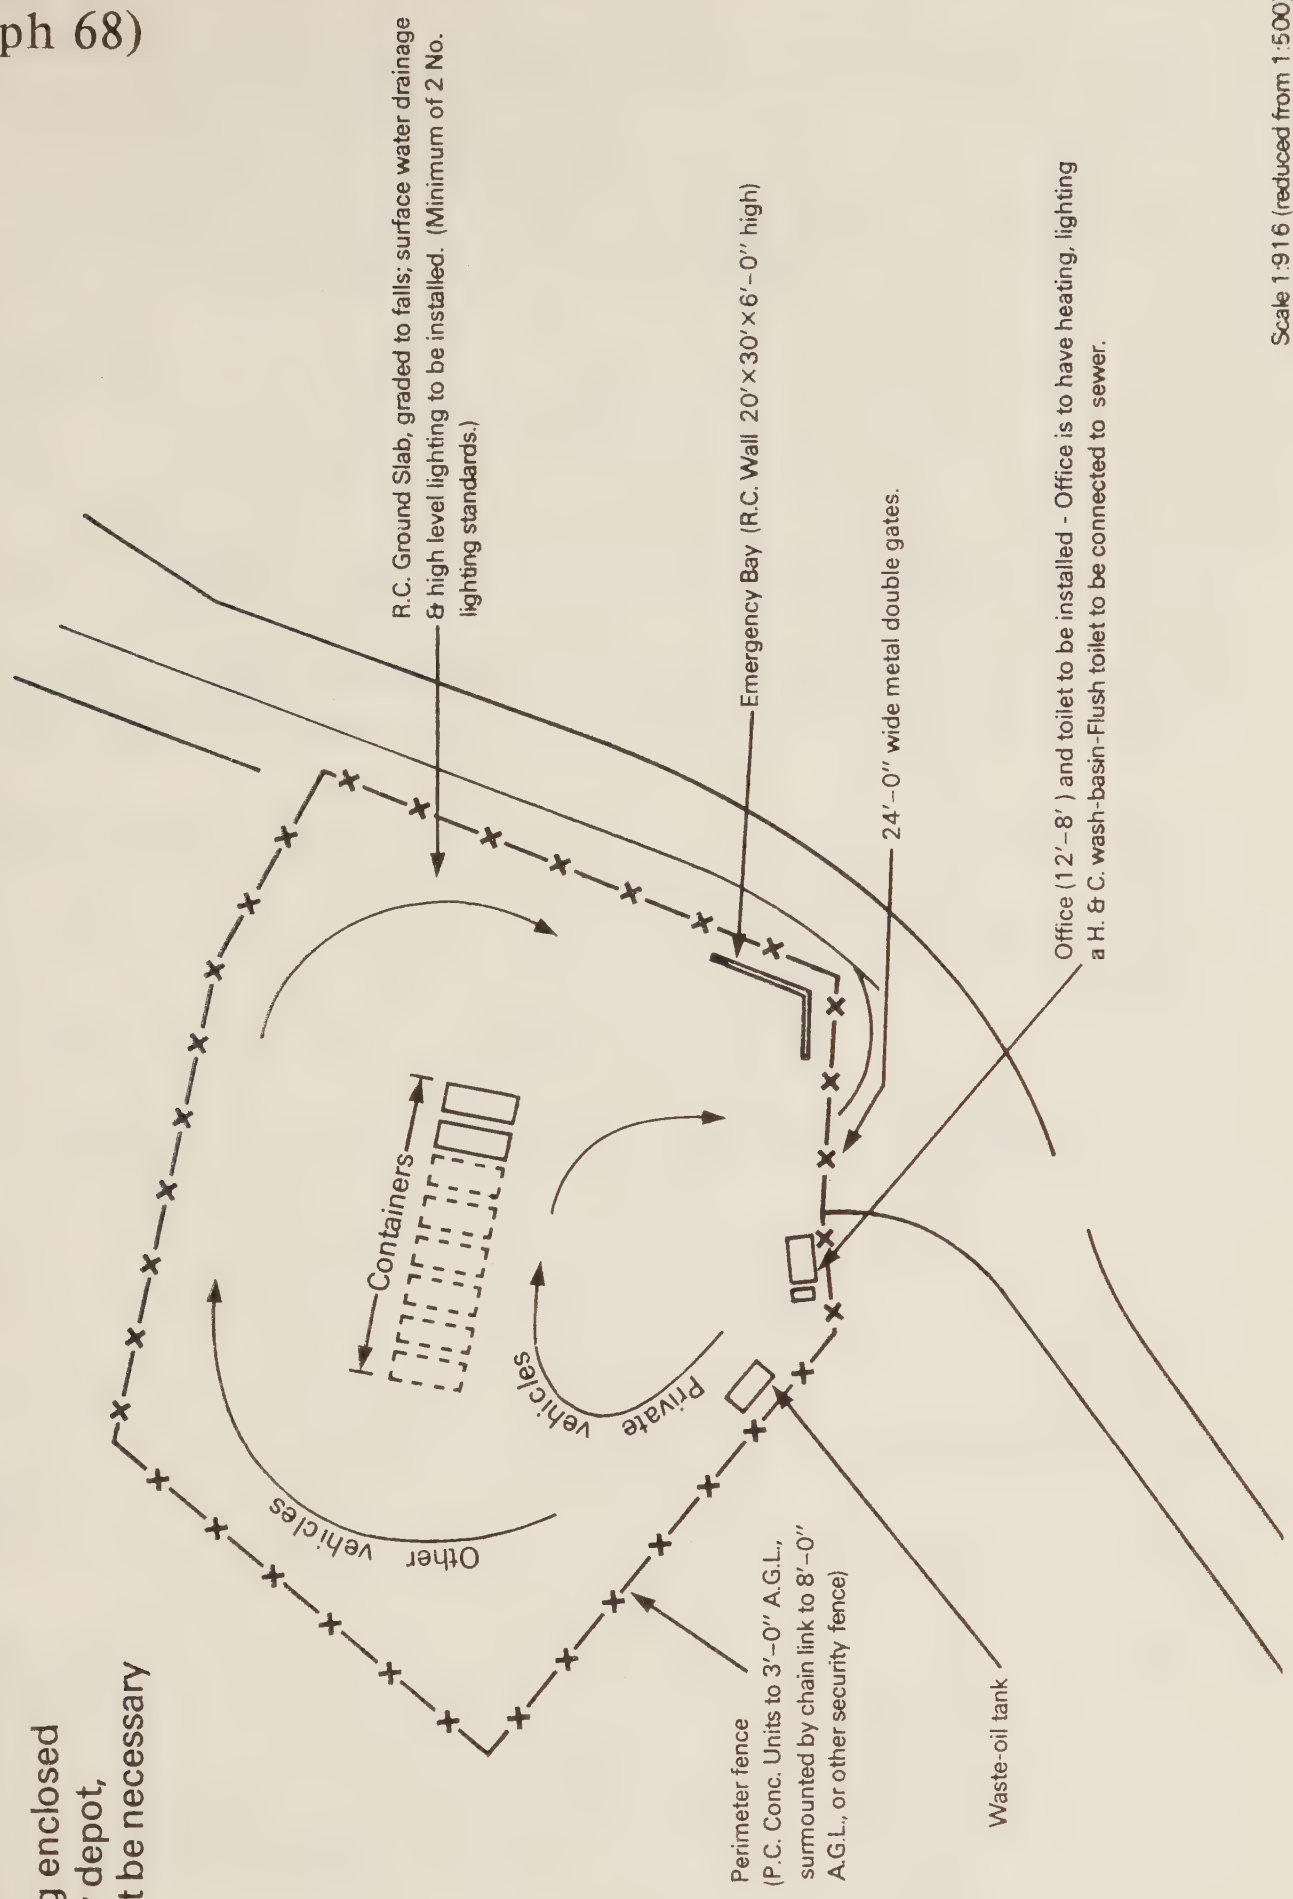 ph 68)
g enclosed
depot,
t be necessary
R.C. Ground Slab, graded to falls; surface water drainage
& high level lighting to be installed. (Minimum of 2 No.
lighting standards.)
Containers
Other vehicles
Private vehicles
Emergency Bay (R.C. Wall 20'×30'×6'-0" high)
24'-0" wide metal double gates.
Office (12'-8') and toilet to be installed - Office is to have heating, lighting
a H. & C. wash-basin-Flush toilet to be connected to sewer.
Perimeter fence
(P.C. Conc. Units to 3'-0" A.G.L.,
surmounted by chain link to 8'-0"
A.G.L., or other security fence)
Waste-oil tank
Scale 1:916 (reduced from 1:500)